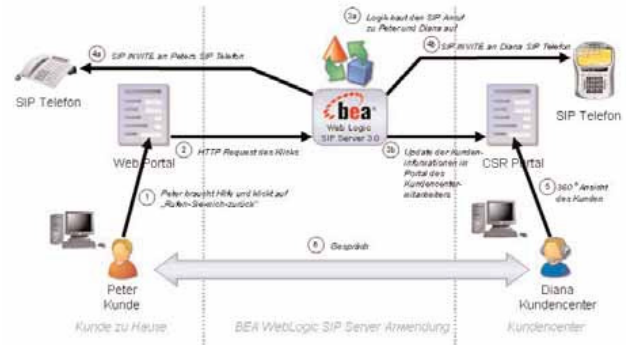 3a Logik baut den SIP Anruf
zu Peter und Diana auf
4a SIP INVITE an Peters SIP Telefon
4b SIP INVITE an Diana SIP Telefon
SIP Telefon
SIP Telefon
bea
Web Logic
SIP Server 3.0
Web Portal
2 HTTP Request des Klicks
3b Update der Kunden-
Informationen im
Portal des
Kundencenter-
mitarbeiters
CSR Portal
1 Peter braucht Hilfe und klickt auf
„Rufen-Sie-mich-zurück"
5 360° Ansicht
des Kunden
6 Gespräch
Peter
Kunde
Diana
Kundencenter
Kunde zu Hause
BEA WebLogic SIP Server Anwendung
Kundencenter